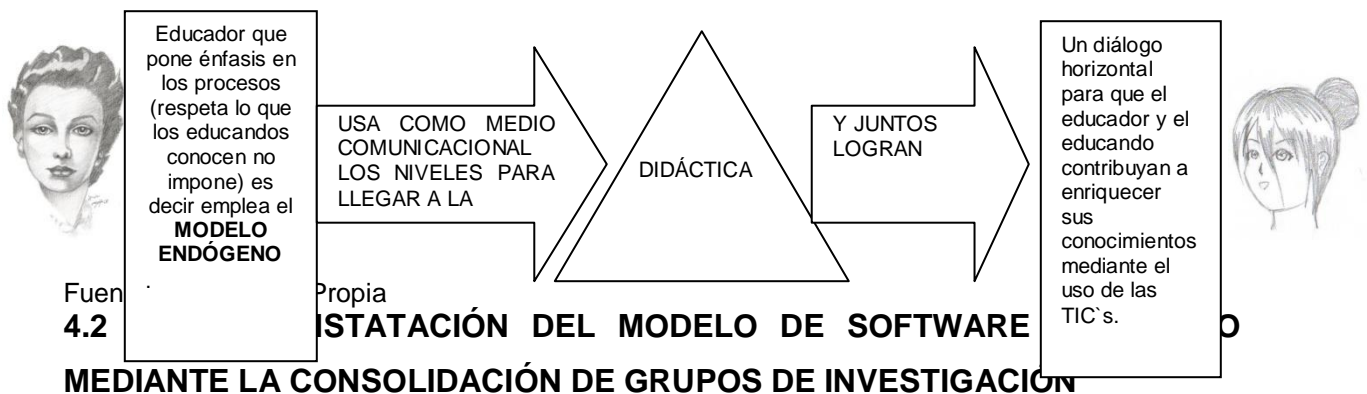 Educador que
pone énfasis en
los procesos
(respeta lo que
los educandos
conocen no
impone) es
decir emplea el
MODELO
ENDÓGENO
.
USA COMO MEDIO
COMUNICACIONAL
LOS NIVELES PARA
LLEGAR A LA
DIDÁCTICA
Y JUNTOS
LOGRAN
Un diálogo
horizontal
para que el
educador y el
educando
contribuyan a
enriquecer
sus
conocimientos
mediante el
uso de las
TIC`s.
Fuen Propia
4.2 ISTATACIÓN DEL MODELO DE SOFTWARE O
MEDIANTE LA CONSOLIDACIÓN DE GRUPOS DE INVESTIGACIÓN